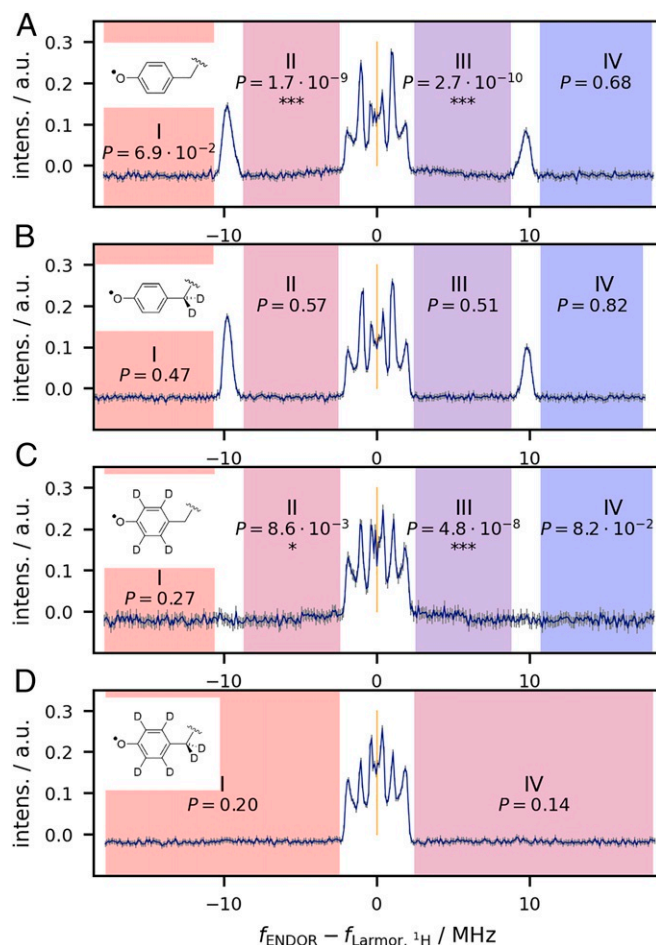 A
0.3
0.2
0.1
0.0
intens. / a.u.
•O
I
P = 6.9 · 10⁻²
II
P = 1.7 · 10⁻⁹
***
III
P = 2.7 · 10⁻¹⁰
***
IV
P = 0.68
−10 0 10
B
0.3
0.2
0.1
0.0
intens. / a.u.
•O
D
D
I
P = 0.47
II
P = 0.57
III
P = 0.51
IV
P = 0.82
−10 0 10
C
0.3
0.2
0.1
0.0
intens. / a.u.
D D
•O
D D
I
P = 0.27
II
P = 8.6 · 10⁻³
*
III
P = 4.8 · 10⁻⁸
***
IV
P = 8.2 · 10⁻²
−10 0 10
D
0.3
0.2
0.1
0.0
intens. / a.u.
D D
•O
D
D
D D
I
P = 0.20
IV
P = 0.14
−10 0 10
f_ENDOR − f_Larmor, ¹H / MHz